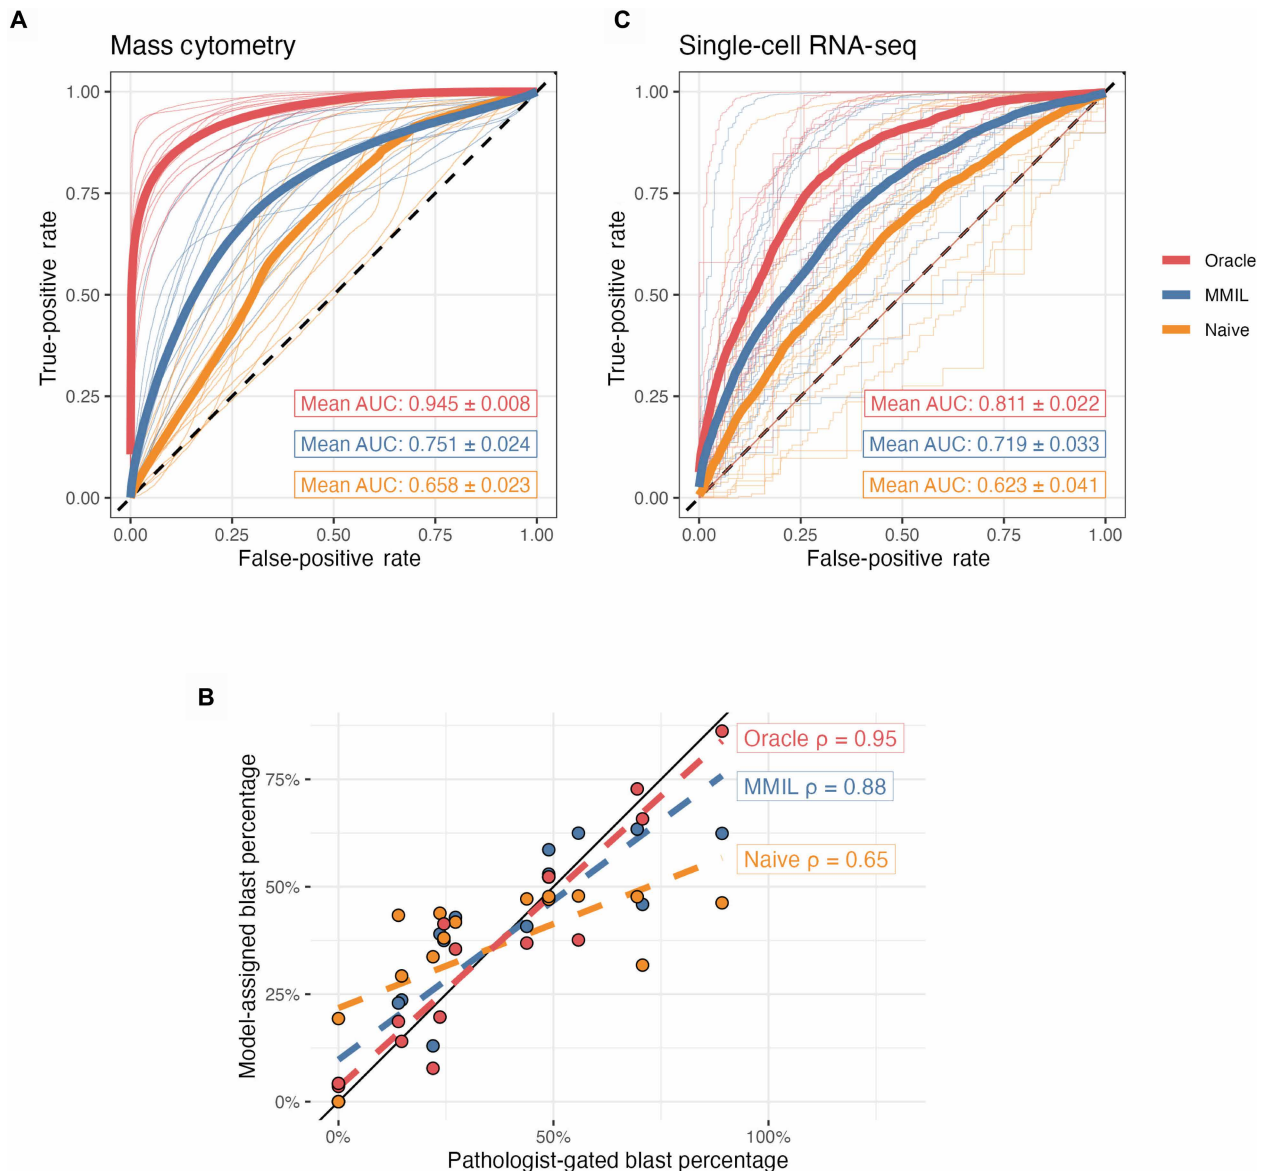 A
Mass cytometry
True-positive rate
1.00
0.75
0.50
0.25
0.00
Mean AUC: 0.945 ± 0.008
Mean AUC: 0.751 ± 0.024
Mean AUC: 0.658 ± 0.023
0.00 0.25 0.50 0.75 1.00
False-positive rate
C
Single-cell RNA-seq
True-positive rate
1.00
0.75
0.50
0.25
0.00
Mean AUC: 0.811 ± 0.022
Mean AUC: 0.719 ± 0.033
Mean AUC: 0.623 ± 0.041
0.00 0.25 0.50 0.75 1.00
False-positive rate
Oracle
MMIL
Naive
B
Model-assigned blast percentage
75%
50%
25%
0%
Oracle ρ = 0.95
MMIL ρ = 0.88
Naive ρ = 0.65
0% 50% 100%
Pathologist-gated blast percentage